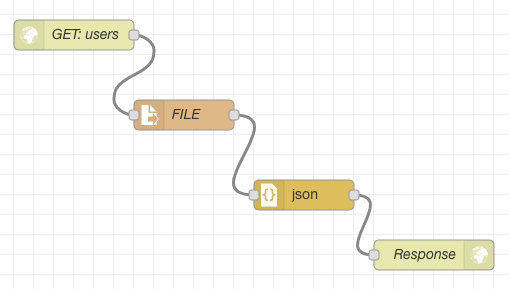 GET: users
FILE
json
Response